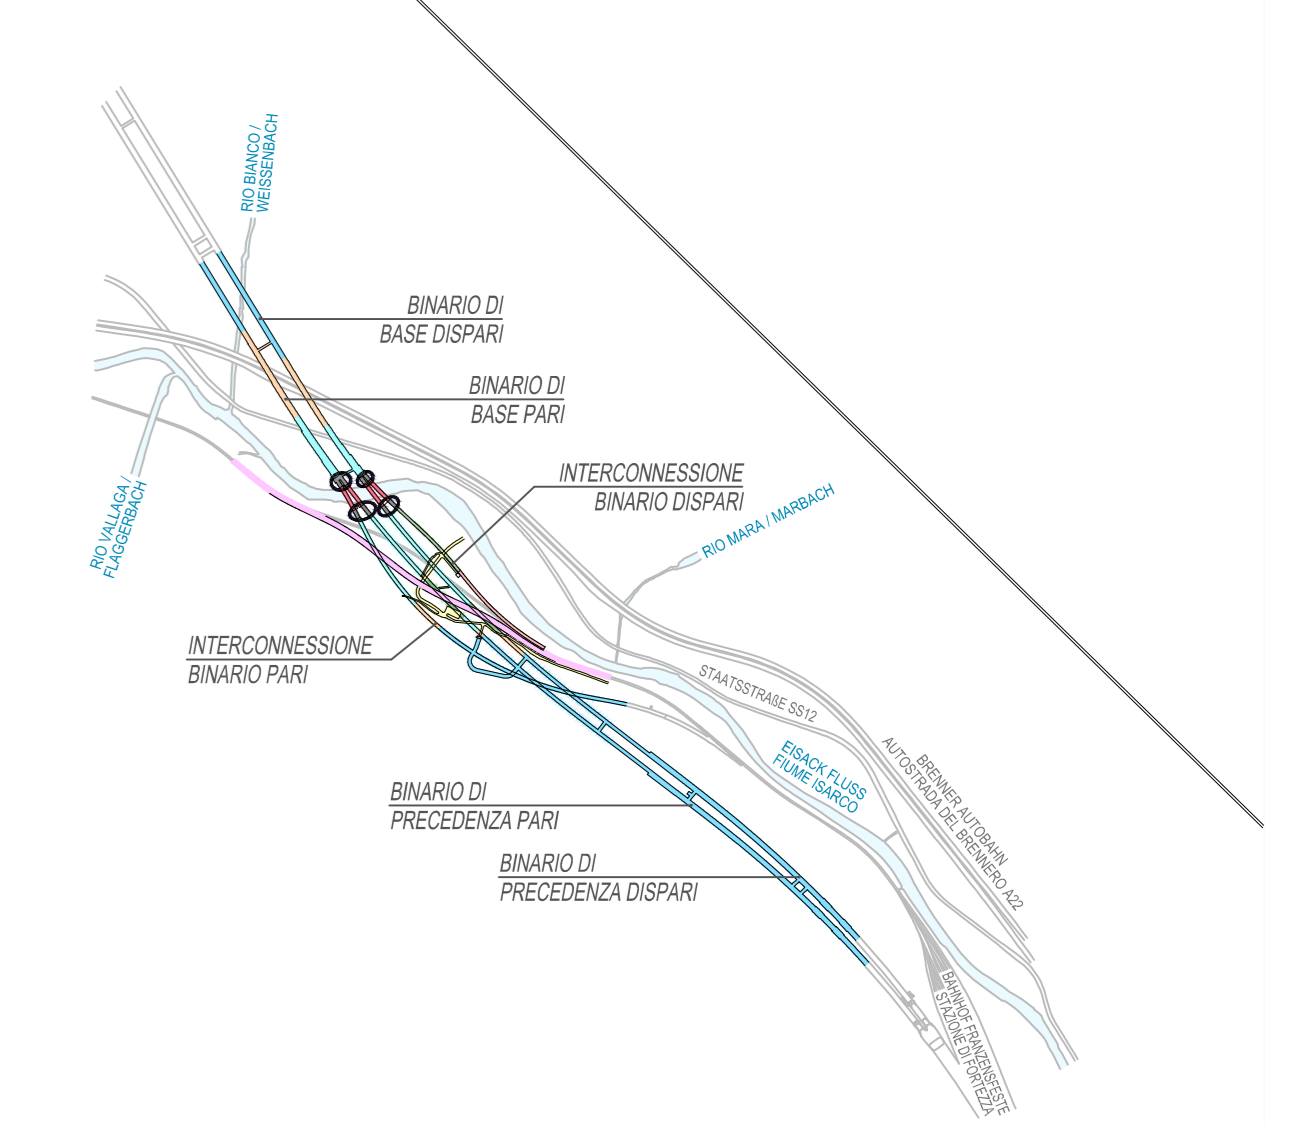 RIO BIANCO /
WEISSENBACH
BINARIO DI
BASE DISPARI
BINARIO DI
BASE PARI
INTERCONNESSIONE
BINARIO DISPARI
RIO VALLAGA /
FLAGGERBACH
RIO MARA / MARBACH
INTERCONNESSIONE
BINARIO PARI
STAATSSTRAßE SS12
EISACK FLUSS
FIUME ISARCO
BRENNER AUTOBAHN
AUTOSTRADA DEL BRENNERO A22
BINARIO DI
PRECEDENZA PARI
BINARIO DI
PRECEDENZA DISPARI
BAHNHOF FRANZENSFESTE
STAZIONE DI FORTEZZA